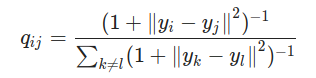 q_{ij} = \frac{(1 + \|y_i - y_j\|^2)^{-1}}{\sum_{k \neq l} (1 + \|y_k - y_l\|^2)^{-1}}